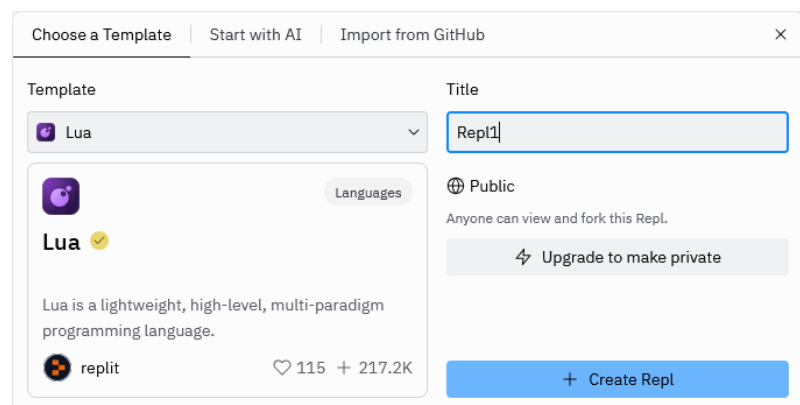 Choose a Template
Start with AI
Import from GitHub
Template
Lua
Languages
Lua
Lua is a lightweight, high-level, multi-paradigm
programming language.
replit
115
217.2K
Title
Repl1
Public
Anyone can view and fork this Repl.
Upgrade to make private
+ Create Repl